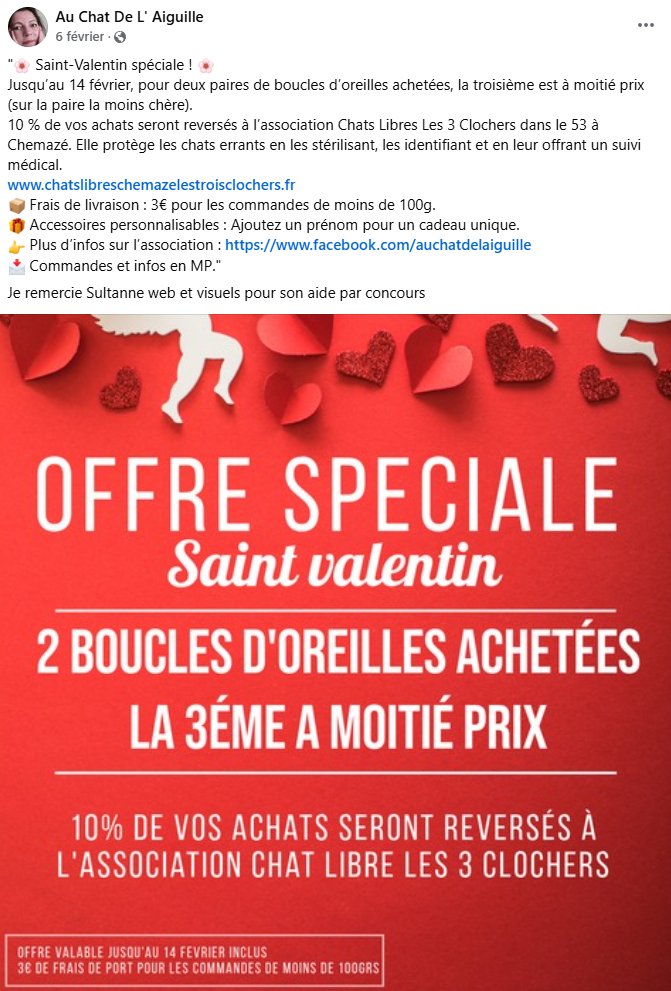 Au Chat De L' Aiguille
6 février ·
"🌸 Saint-Valentin spéciale ! 🌸
Jusqu’au 14 février, pour deux paires de boucles d’oreilles achetées, la troisième est à moitié prix
(sur la paire la moins chère).
10 % de vos achats seront reversés à l’association Chats Libres Les 3 Clochers dans le 53 à
Chemazé. Elle protège les chats errants en les stérilisant, les identifiant et en leur offrant un suivi
médical.
www.chatslibreschemazelestroisclochers.fr
📦 Frais de livraison : 3€ pour les commandes de moins de 100g.
🎁 Accessoires personnalisables : Ajoutez un prénom pour un cadeau unique.
👉 Plus d’infos sur l’association : https://www.facebook.com/auchatdelaiguille
📩 Commandes et infos en MP."
Je remercie Sultanne web et visuels pour son aide par concours
OFFRE SPECIALE
Saint valentin
2 BOUCLES D'OREILLES ACHETÉES
LA 3ÉME A MOITIÉ PRIX
10% DE VOS ACHATS SERONT REVERSÉS À
L'ASSOCIATION CHAT LIBRE LES 3 CLOCHERS
OFFRE VALABLE JUSQU'AU 14 FEVRIER INCLUS
3€ DE FRAIS DE PORT POUR LES COMMANDES DE MOINS DE 100GRS